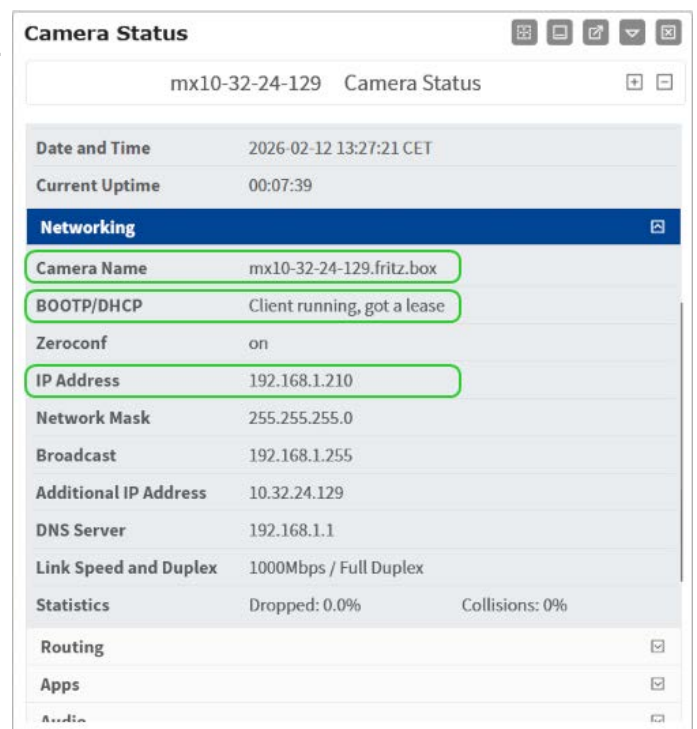 Camera Status
mx10-32-24-129 Camera Status
Date and Time 2026-02-12 13:27:21 CET
Current Uptime 00:07:39
Networking
Camera Name mx10-32-24-129.fritz.box
BOOTP/DHCP Client running, got a lease
Zeroconf on
IP Address 192.168.1.210
Network Mask 255.255.255.0
Broadcast 192.168.1.255
Additional IP Address 10.32.24.129
DNS Server 192.168.1.1
Link Speed and Duplex 1000Mbps / Full Duplex
Statistics Dropped: 0.0% Collisions: 0%
Routing
Apps
Audio